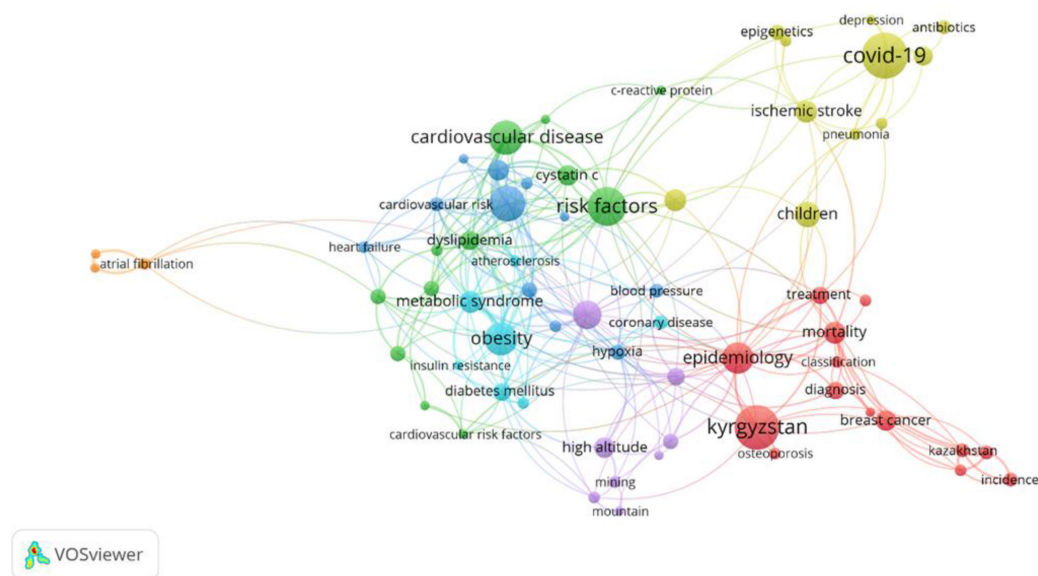 depression
epigenetics
antibiotics
covid-19
c-reactive protein
ischemic stroke
pneumonia
cardiovascular disease
cystatin c
cardiovascular risk
risk factors
children
dyslipidemia
heart failure
atherosclerosis
atrial fibrillation
blood pressure
treatment
metabolic syndrome
coronary disease
mortality
obesity
hypoxia
epidemiology
classification
insulin resistance
diabetes mellitus
diagnosis
breast cancer
kyrgyzstan
cardiovascular risk factors
high altitude
osteoporosis
kazakhstan
mining
incidence
mountain
VOSviewer